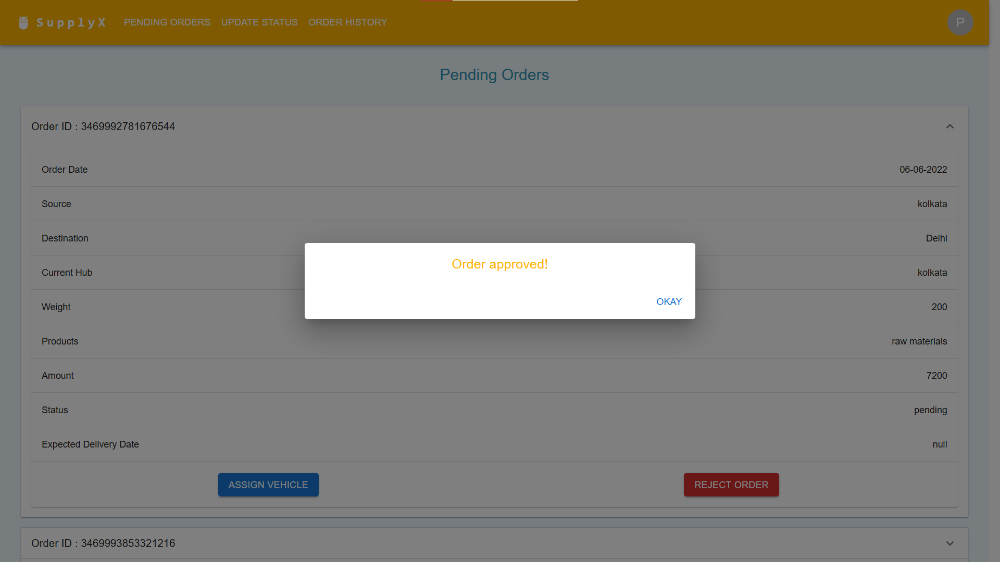 SupplyX PENDING ORDERS UPDATE STATUS ORDER HISTORY P
Pending Orders
Order ID : 3469992781676544
Order Date 06-06-2022
Source kolkata
Destination Delhi
Order approved!
Current Hub kolkata
OKAY
Weight 200
Products raw materials
Amount 7200
Status pending
Expected Delivery Date null
ASSIGN VEHICLE REJECT ORDER
Order ID : 3469993853321216